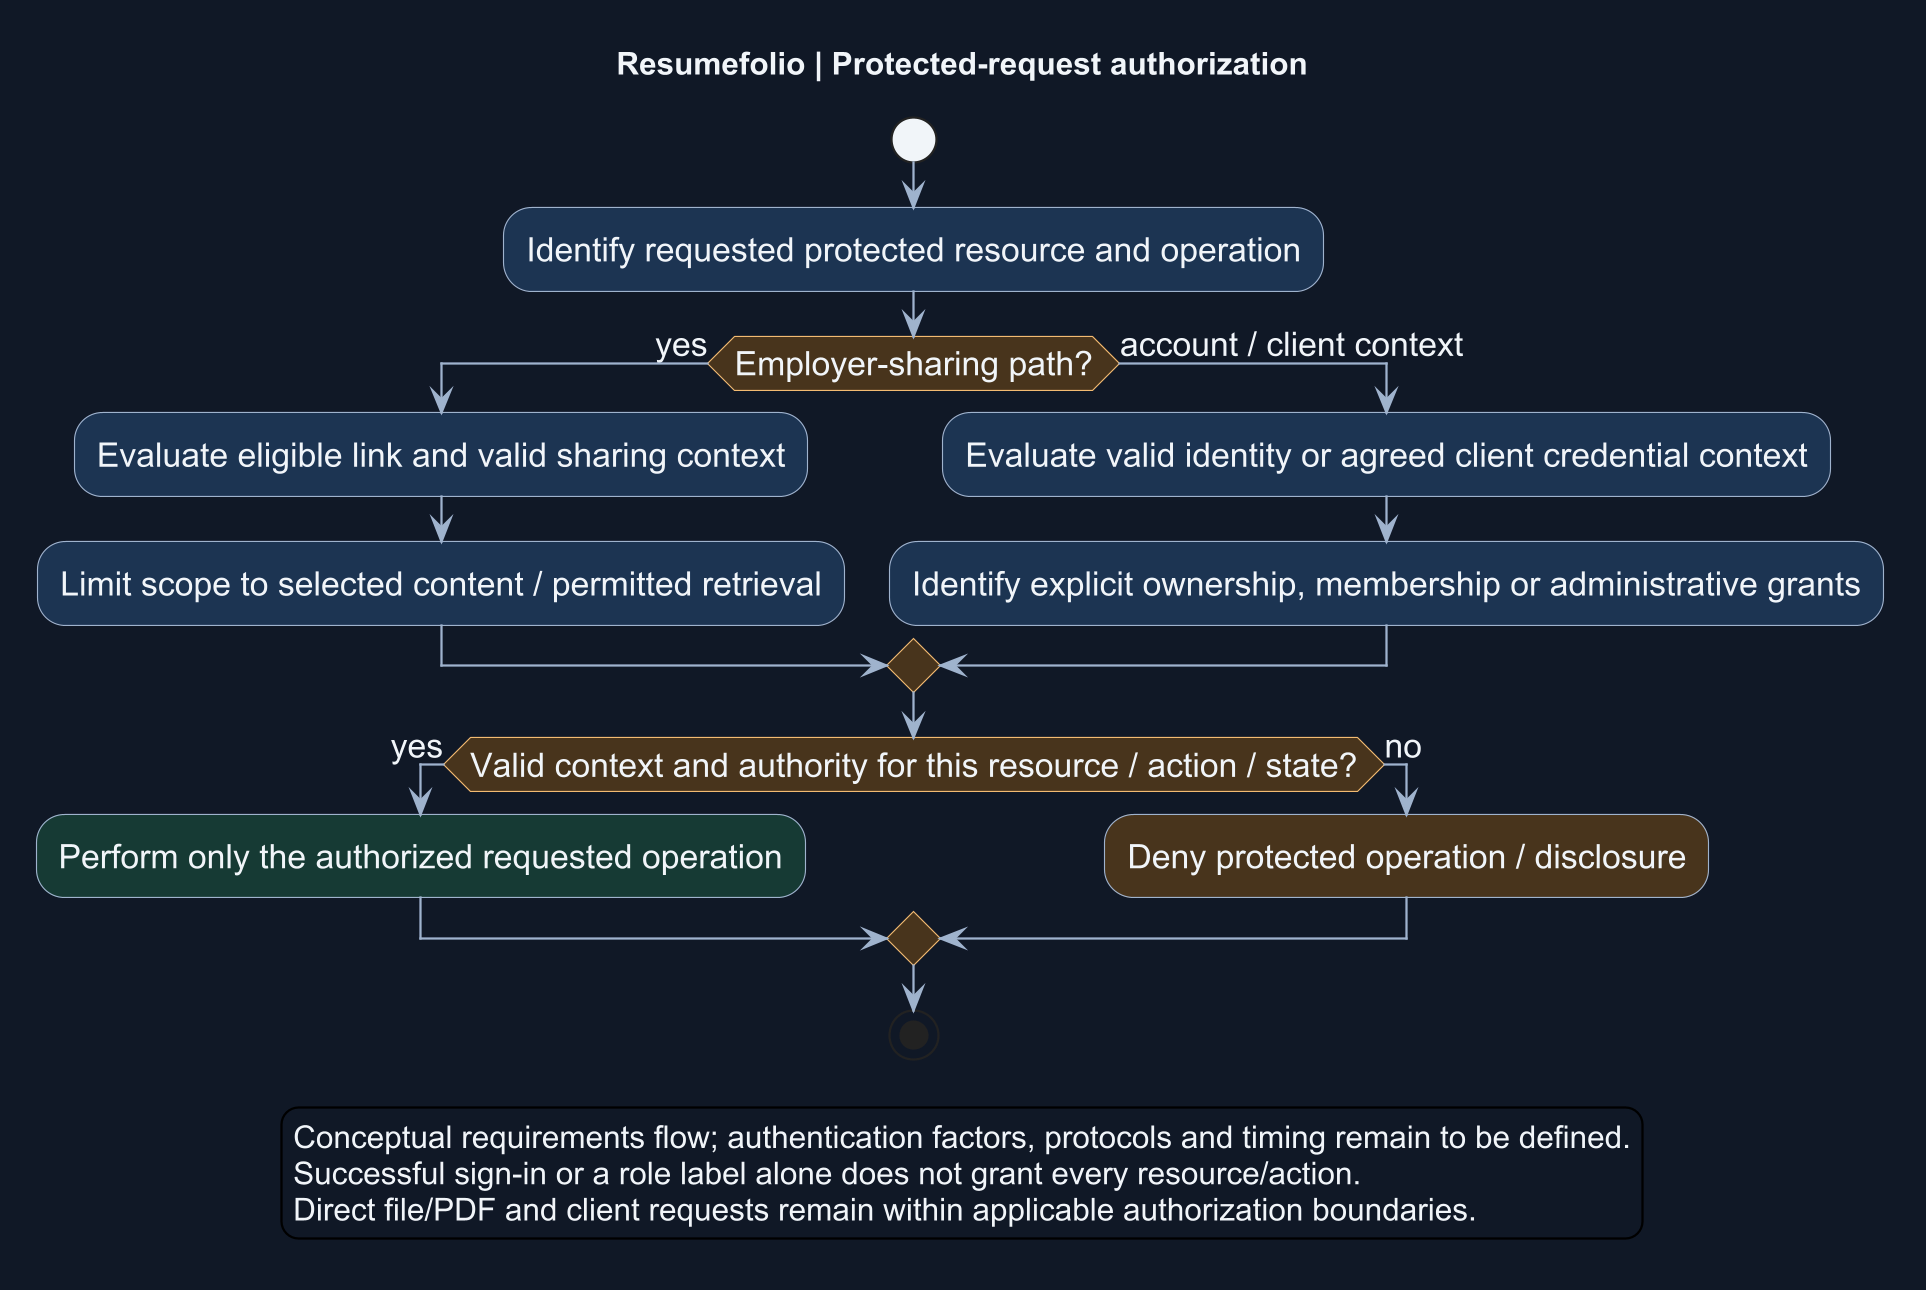 Resumefolio | Protected-request authorization
Identify requested protected resource and operation
yes
Employer-sharing path?
account / client context
Evaluate eligible link and valid sharing context
Evaluate valid identity or agreed client credential context
Limit scope to selected content / permitted retrieval
Identify explicit ownership, membership or administrative grants
yes
Valid context and authority for this resource / action / state?
no
Perform only the authorized requested operation
Deny protected operation / disclosure
Conceptual requirements flow; authentication factors, protocols and timing remain to be defined.
Successful sign-in or a role label alone does not grant every resource/action.
Direct file/PDF and client requests remain within applicable authorization boundaries.